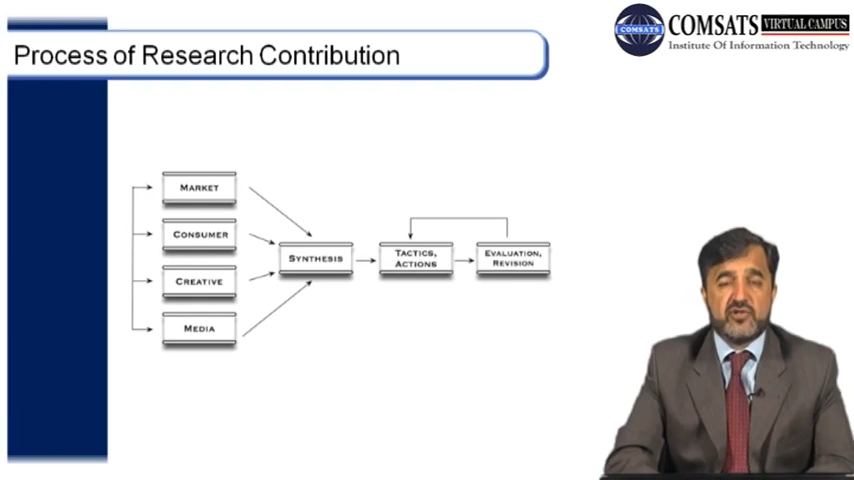 Process of Research Contribution
COMSATS
COMSATS VIRTUAL CAMPUS
Institute Of Information Technology
MARKET
CONSUMER
CREATIVE
MEDIA
SYNTHESIS
TACTICS,
ACTIONS
EVALUATION,
REVISION